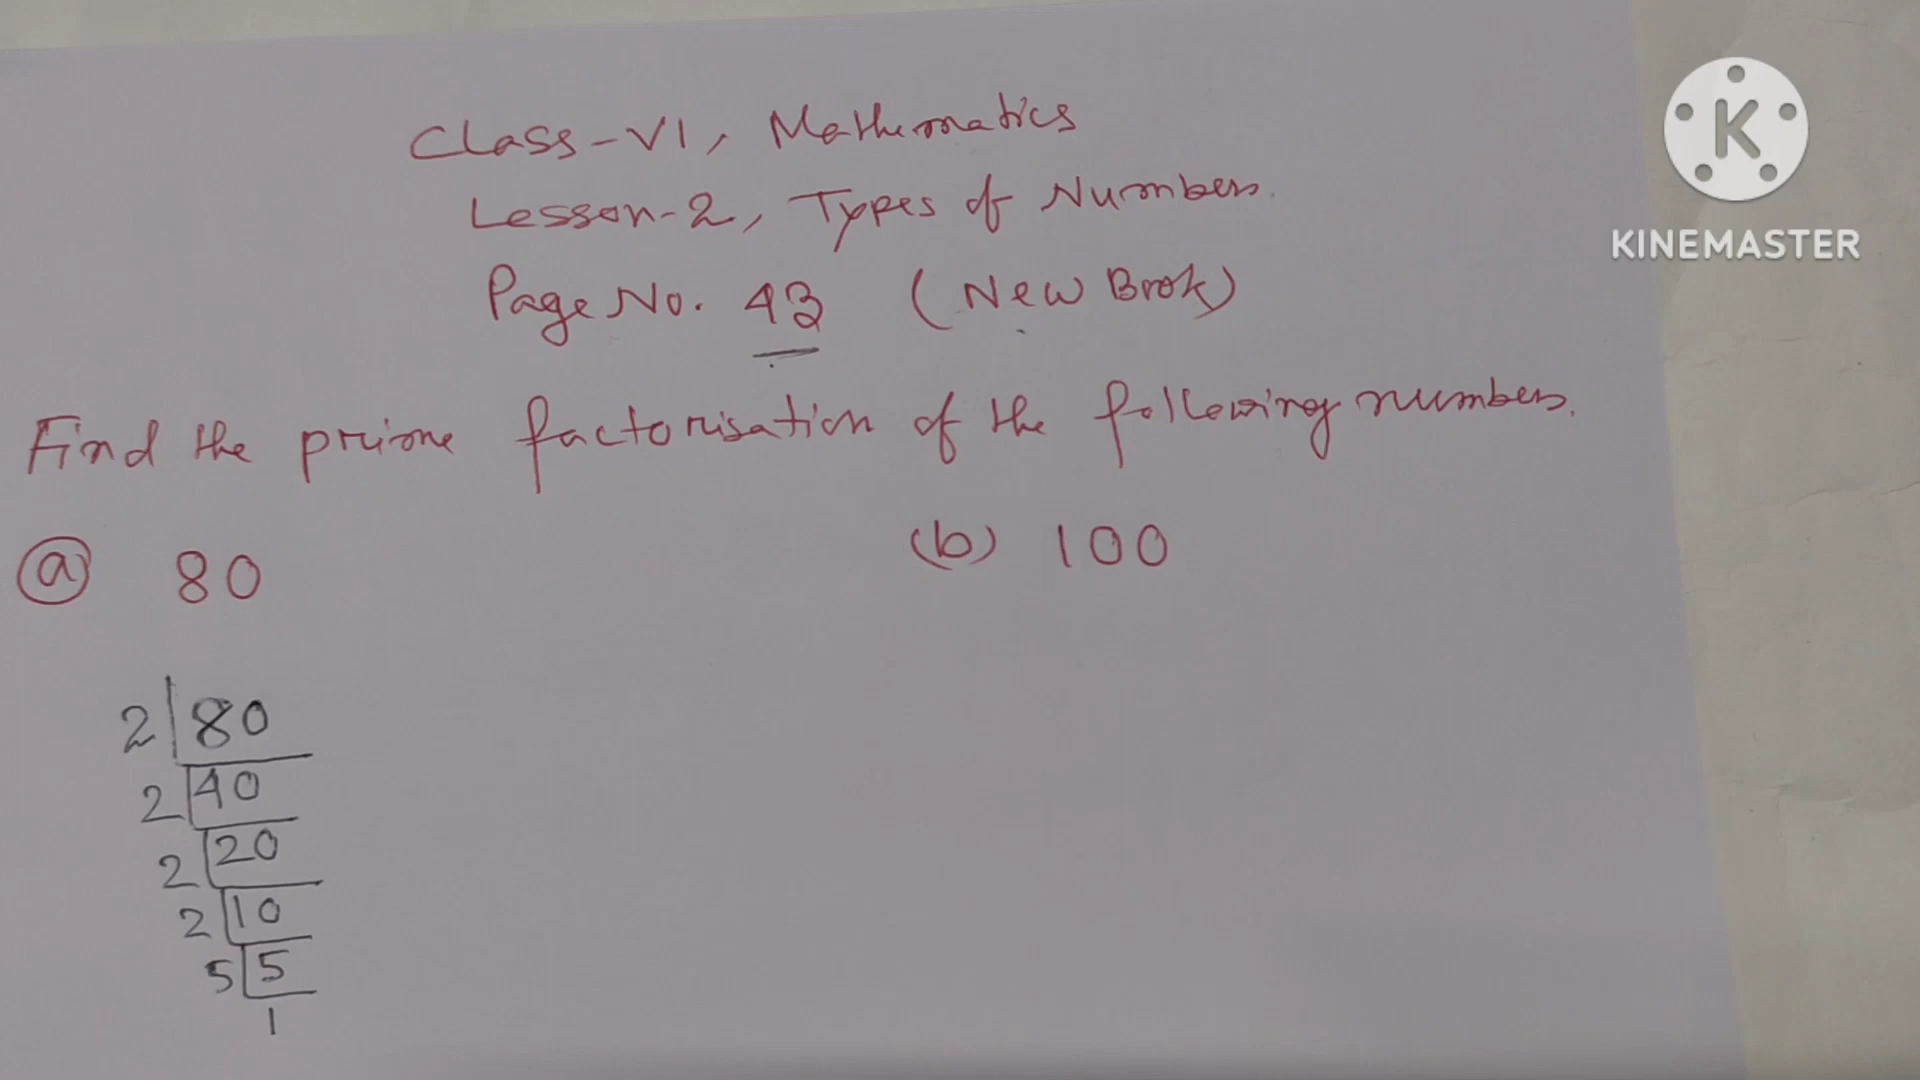 Class-VI, Mathematics
Lesson-2, Types of Numbers.
Page No. 43 (New Book)
Find the prime factorisation of the following numbers.
(a) 80 (b) 100
2 80
2 40
2 20
2 10
5 5
1
K
KINEMASTER